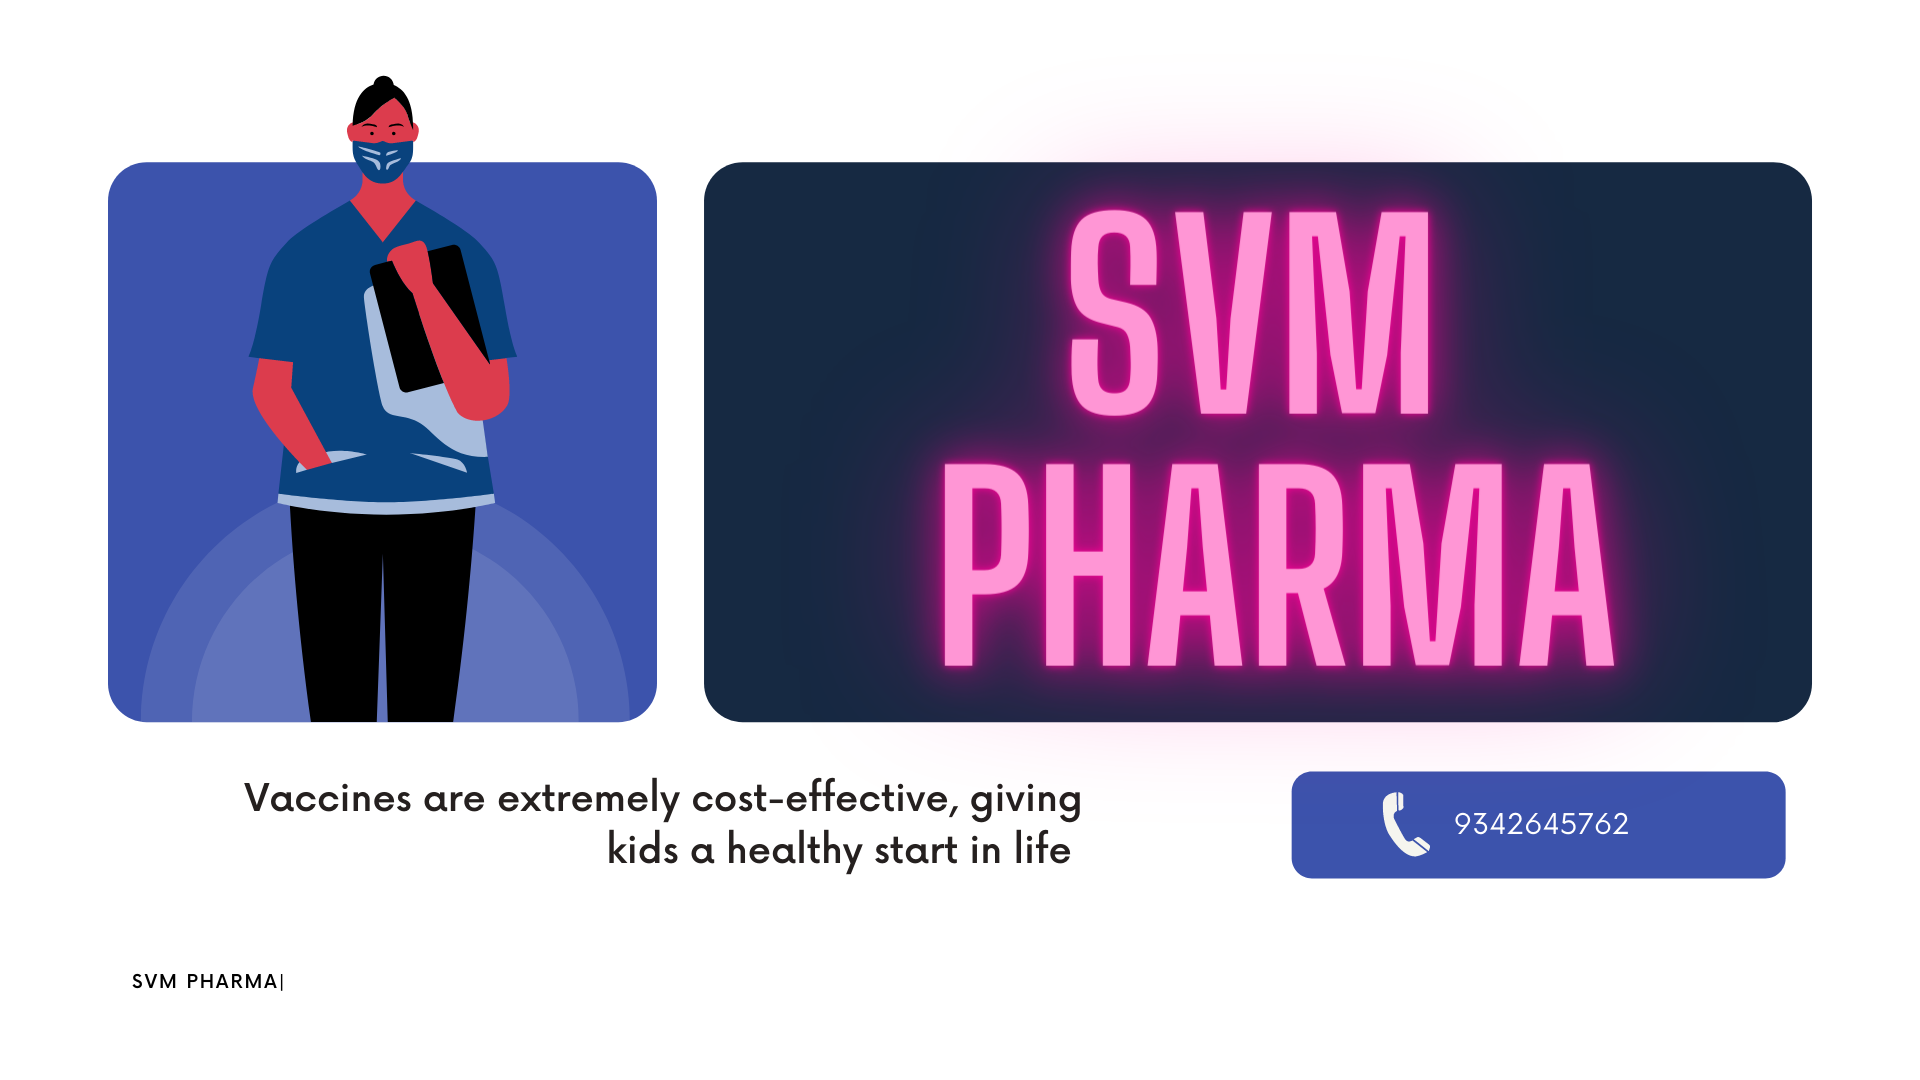 SVM
PHARMA
Vaccines are extremely cost-effective, giving
kids a healthy start in life
9342645762
SVM PHARMA|